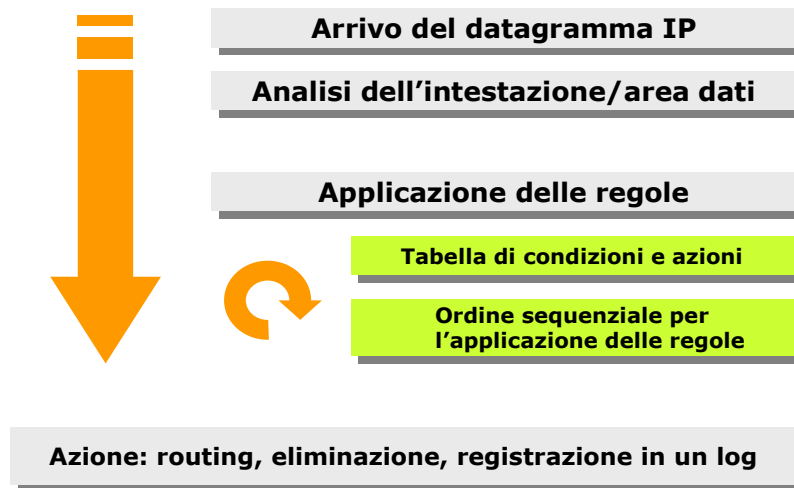 Arrivo del datagramma IP
Analisi dell’intestazione/area dati
Applicazione delle regole
Tabella di condizioni e azioni
Ordine sequenziale per
l’applicazione delle regole
Azione: routing, eliminazione, registrazione in un log